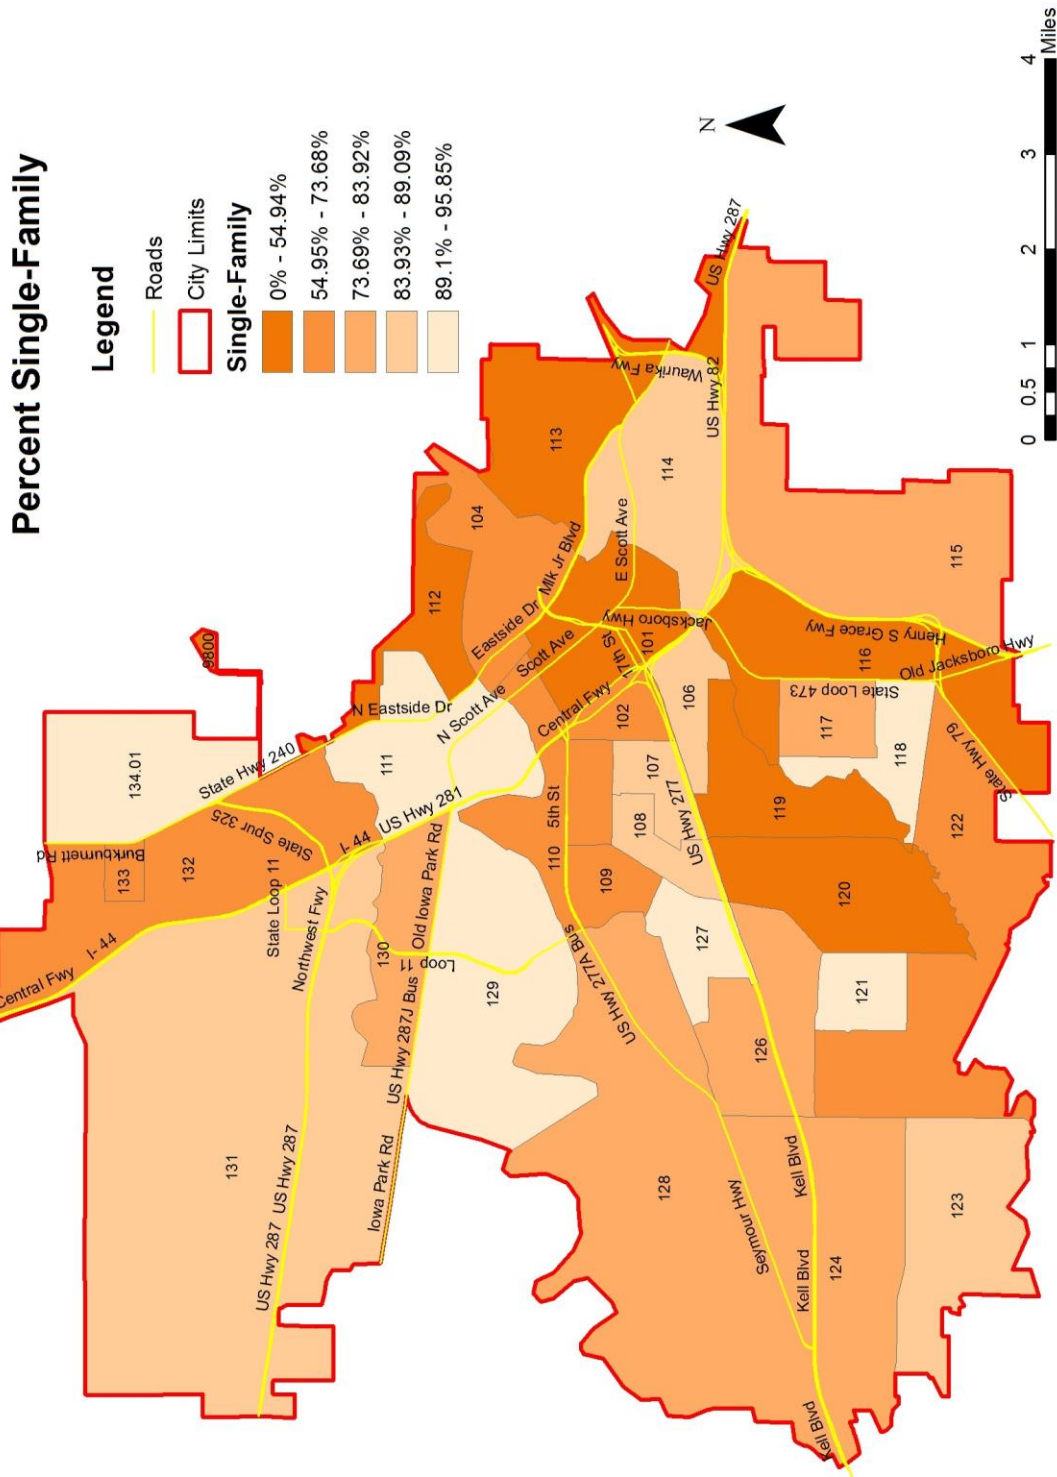 Percent Single-Family
Legend
Roads
City Limits
Single-Family
0% - 54.94%
54.95% - 73.68%
73.69% - 83.92%
83.93% - 89.09%
89.1% - 95.85%
N
0 0.5 1 2 3 4
Miles
Central Fwy
I- 44
Burkburnett Rd
134.01
133
132
State Hwy 240
State Spur 325
State Loop 11
I- 44
Northwest Fwy
9800
131
US Hwy 287
US Hwy 287
Iowa Park Rd
US Hwy 287J Bus
Old Iowa Park Rd
130
Loop 11
129
US Hwy 281
111
N Eastside Dr
N Scott Ave
112
104
113
Eastside Dr
Mlk Jr Blvd
Scott Ave
E Scott Ave
Waurika Fwy
US Hwy 287
US Hwy 82
114
Central Fwy
17th St
101
Jacksboro Hwy
102
5th St
110
109
107
108
106
US Hwy 277
US Hwy 277A Bus
127
126
128
Seymour Hwy
Kell Blvd
Kell Blvd
Kell Blvd
124
123
121
120
119
117
118
116
State Loop 473
Henry S Grace Fwy
Old Jacksboro Hwy
State Hwy 79
122
115